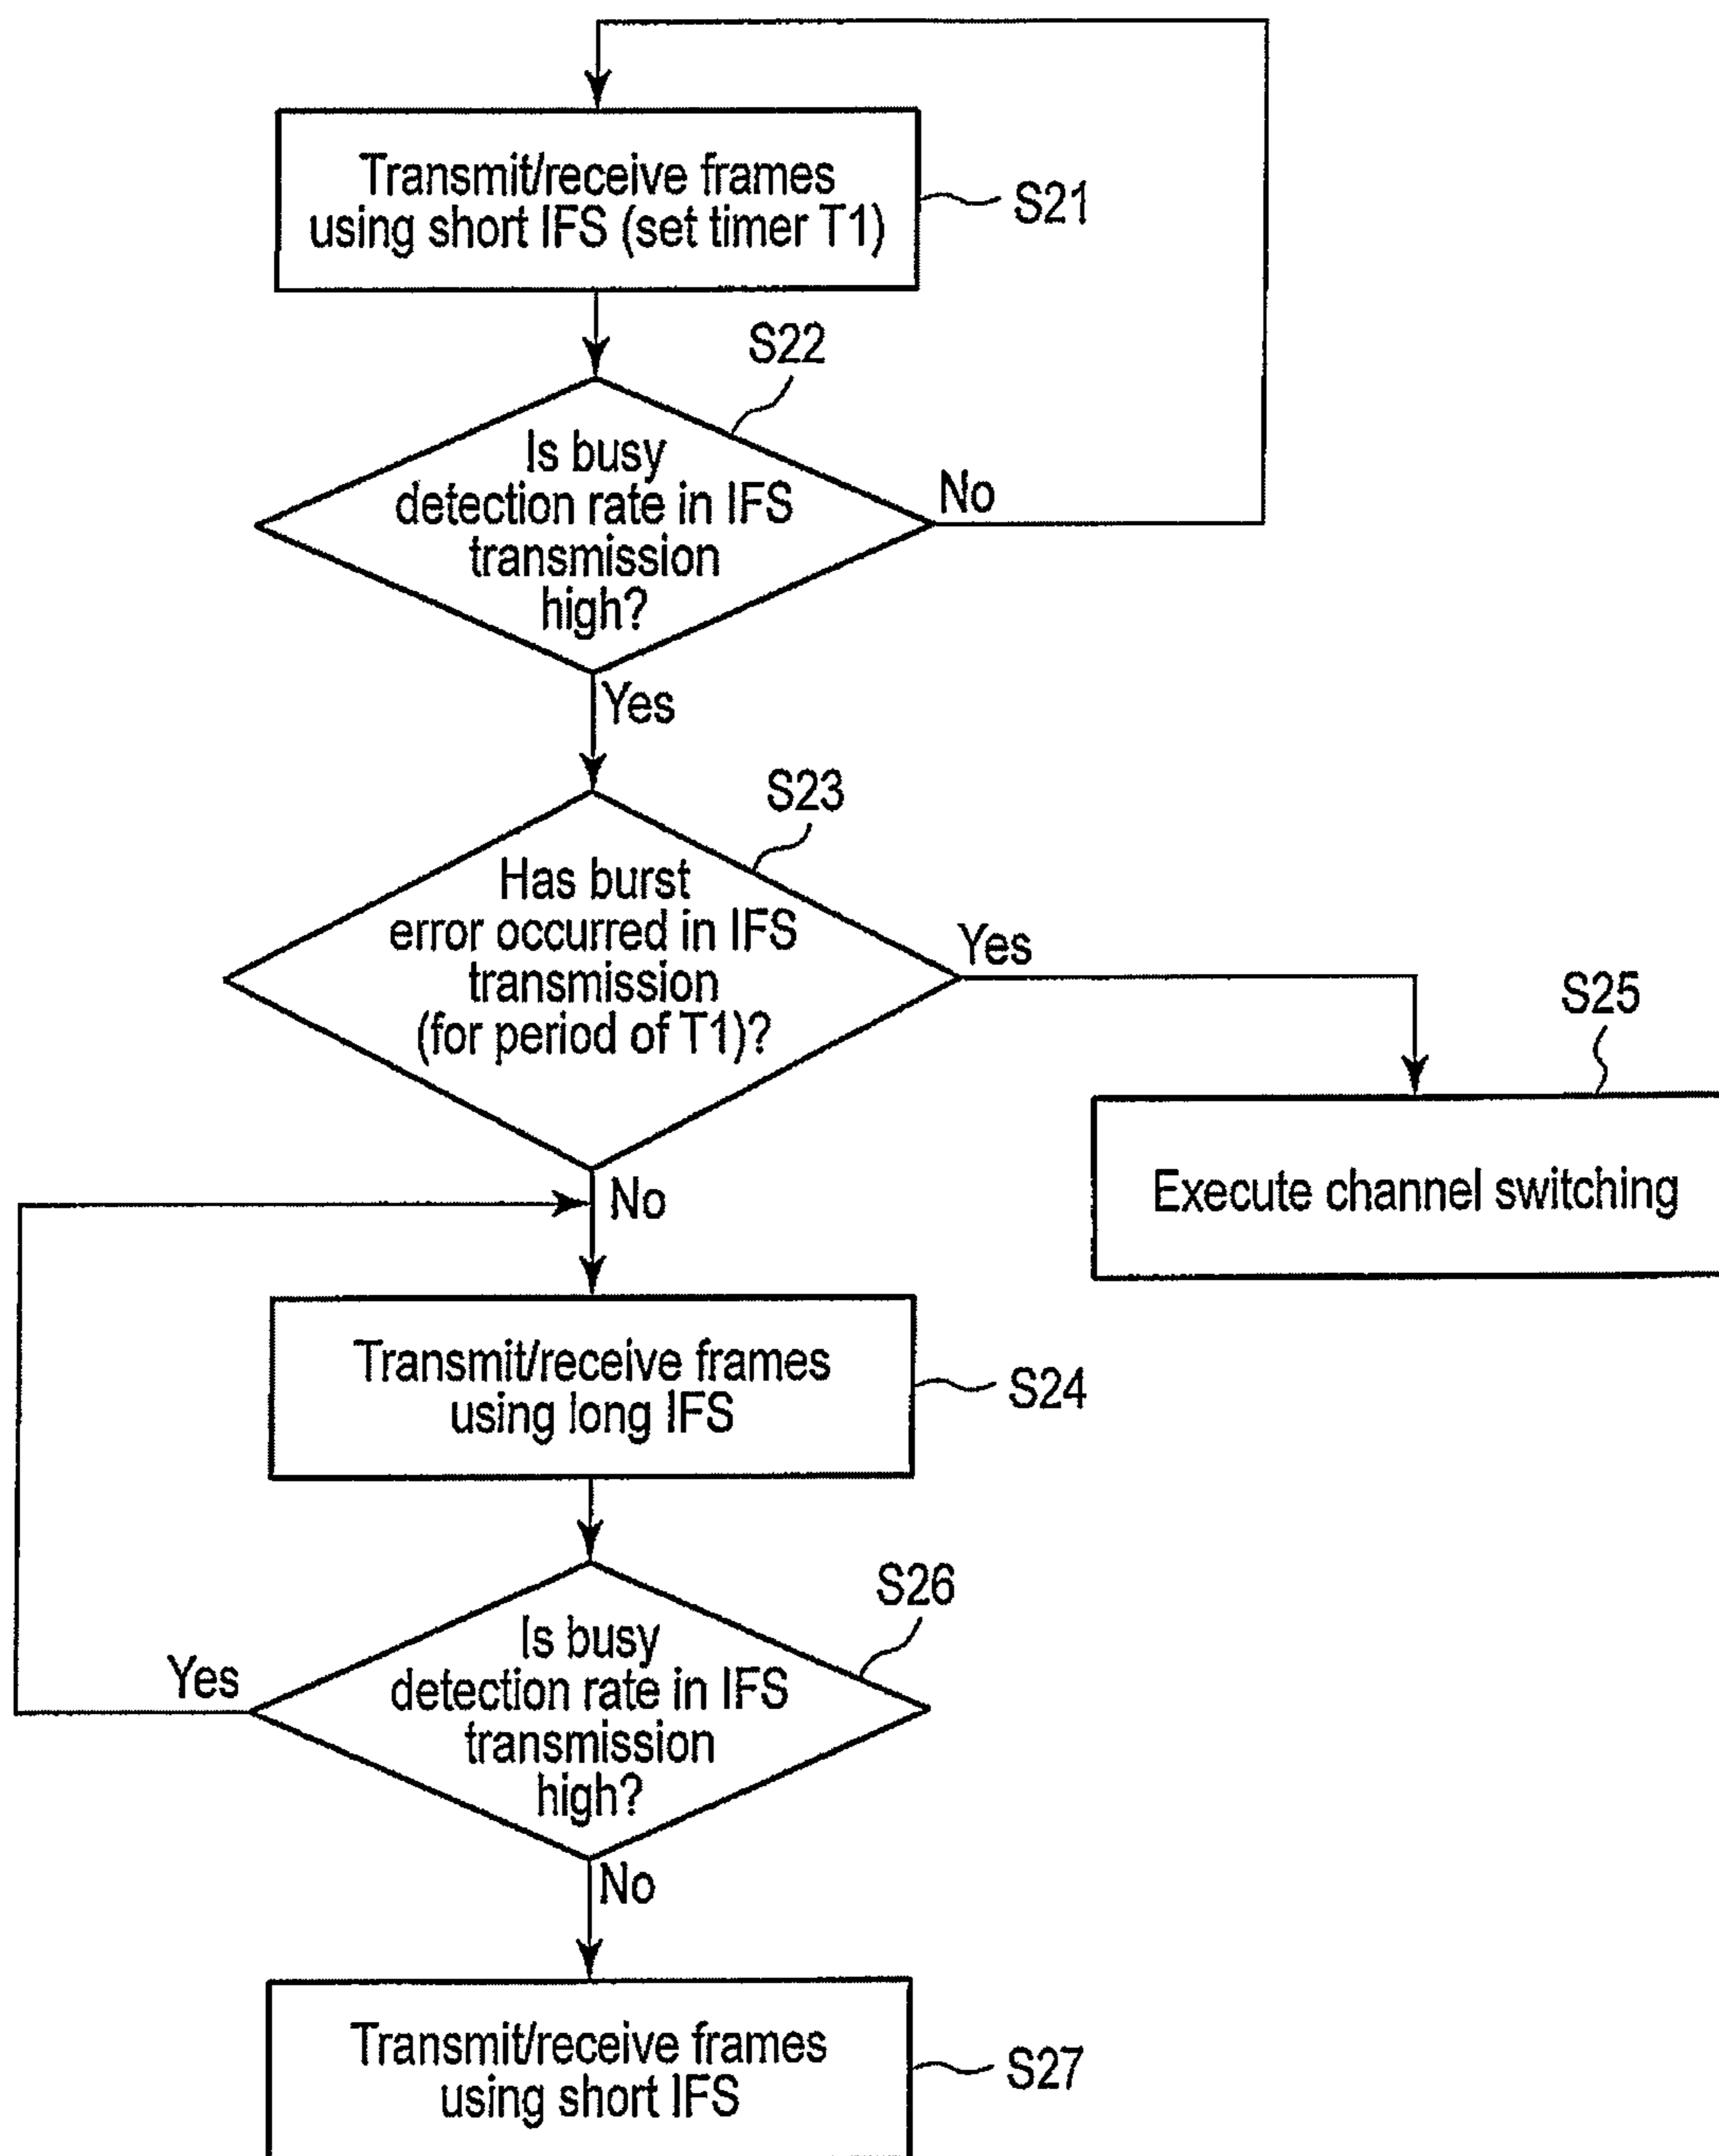 Transmit/receive frames
using short IFS (set timer T1)
S21
S22
Is busy
detection rate in IFS
transmission
high?
No
Yes
S23
Has burst
error occurred in IFS
transmission
(for period of T1)?
Yes
S25
Execute channel switching
No
Transmit/receive frames
using long IFS
S24
S26
Is busy
detection rate in IFS
transmission
high?
Yes
No
Transmit/receive frames
using short IFS
S27